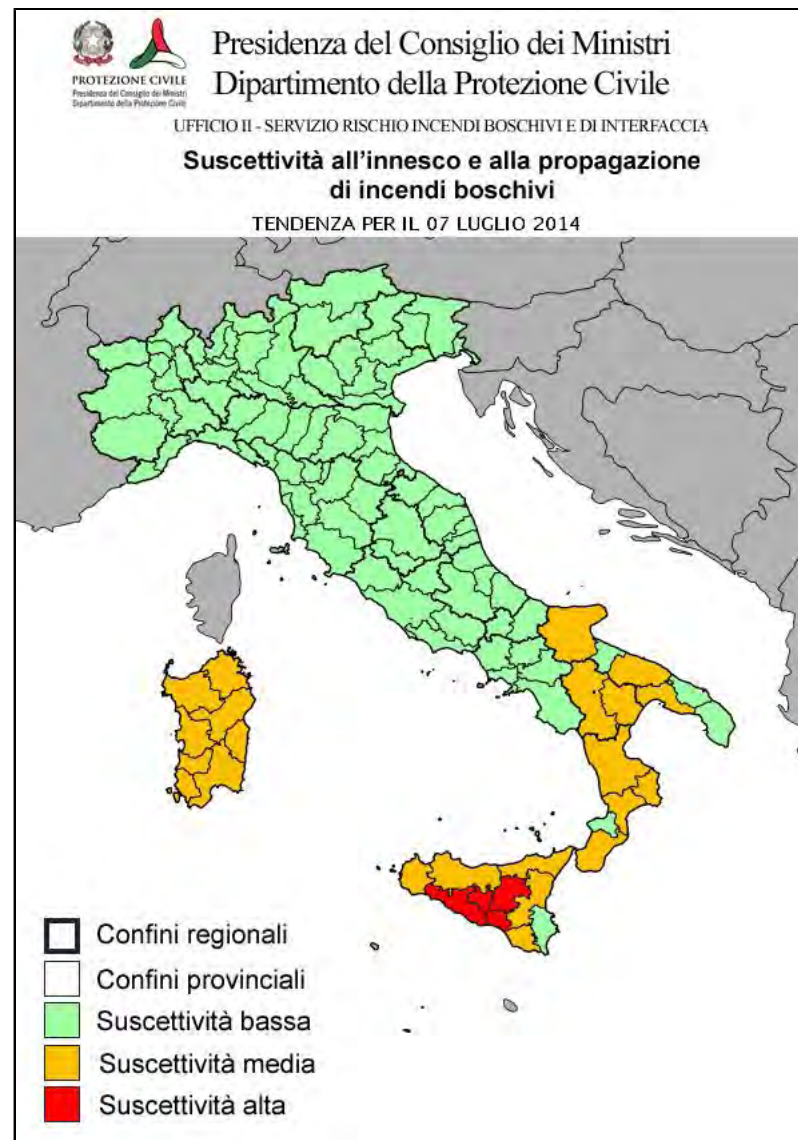 PROTEZIONE CIVILE
Presidenza del Consiglio dei Ministri
Dipartimento della Protezione Civile
Presidenza del Consiglio dei Ministri
Dipartimento della Protezione Civile
UFFICIO II - SERVIZIO RISCHIO INCENDI BOSCHIVI E DI INTERFACCIA
Suscettività all'innesco e alla propagazione
di incendi boschivi
TENDENZA PER IL 07 LUGLIO 2014
Confini regionali
Confini provinciali
Suscettività bassa
Suscettività media
Suscettività alta